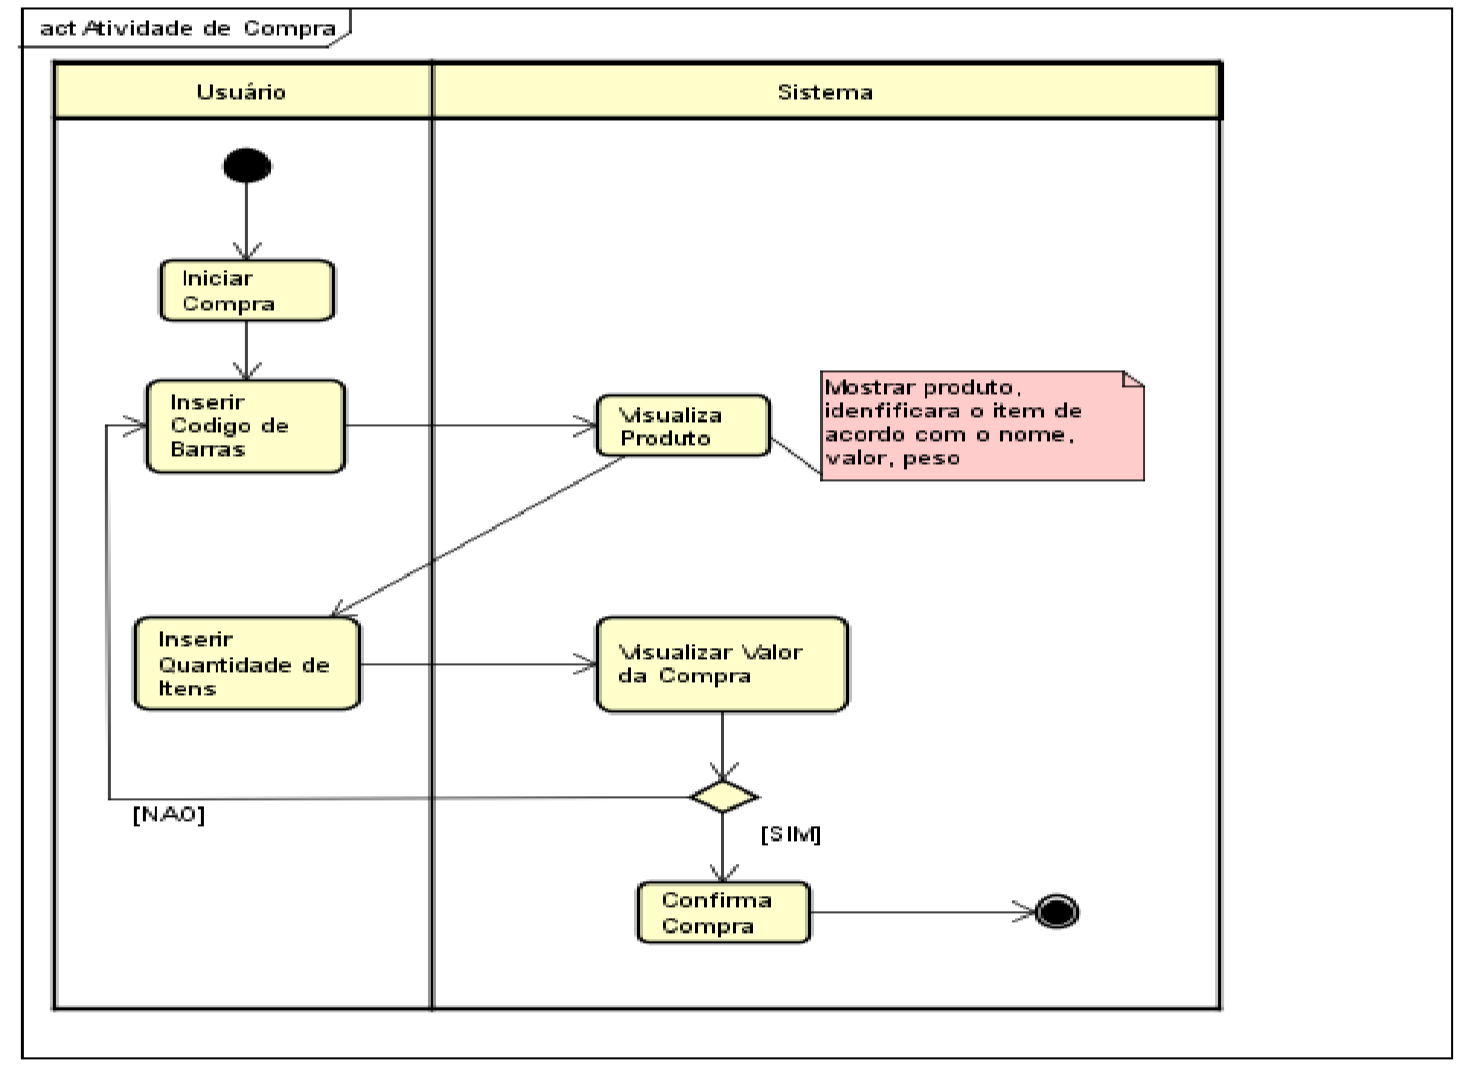 act Atividade de Compra
Usuário
Sistema
Iniciar
Compra
Inserir
Codigo de
Barras
Visualiza
Produto
Mostrar produto,
idenfificara o item de
acordo com o nome,
valor, peso
Inserir
Quantidade de
Itens
Visualizar Valor
da Compra
[NAO]
[SIM]
Confirma
Compra